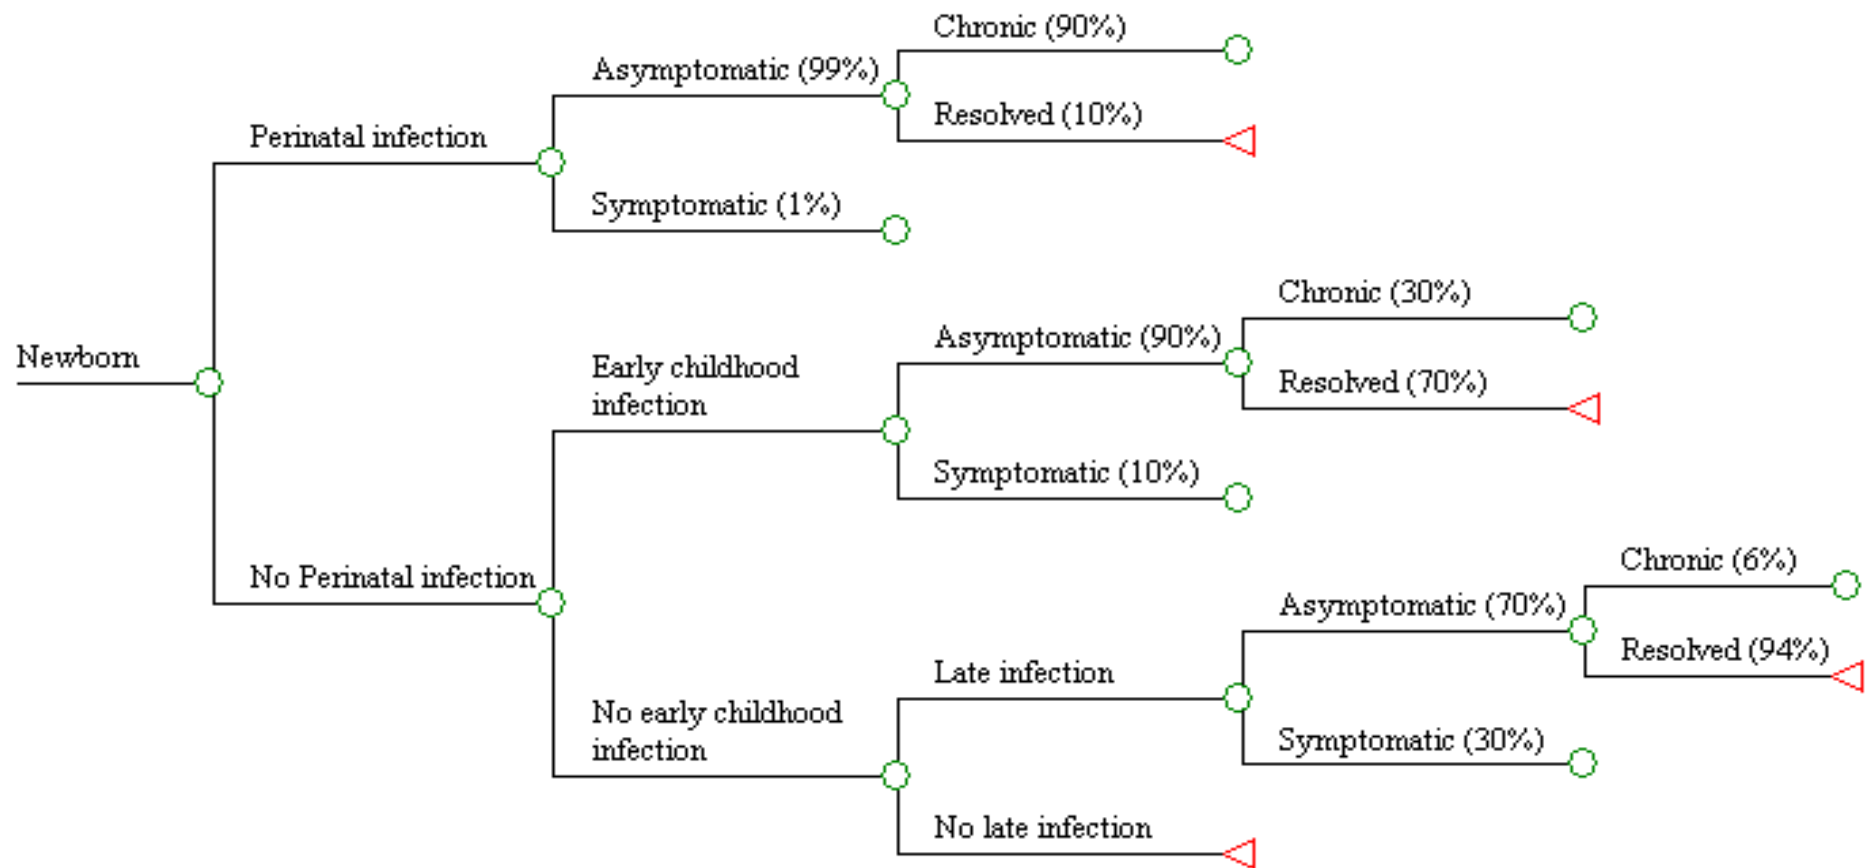 Chronic (90%)
Asymptomatic (99%)
Resolved (10%)
Perinatal infection
Symptomatic (1%)
Chronic (30%)
Asymptomatic (90%)
Newborn
Early childhood
infection
Resolved (70%)
Symptomatic (10%)
Chronic (6%)
No Perinatal infection
Asymptomatic (70%)
Resolved (94%)
Late infection
No early childhood
infection
Symptomatic (30%)
No late infection